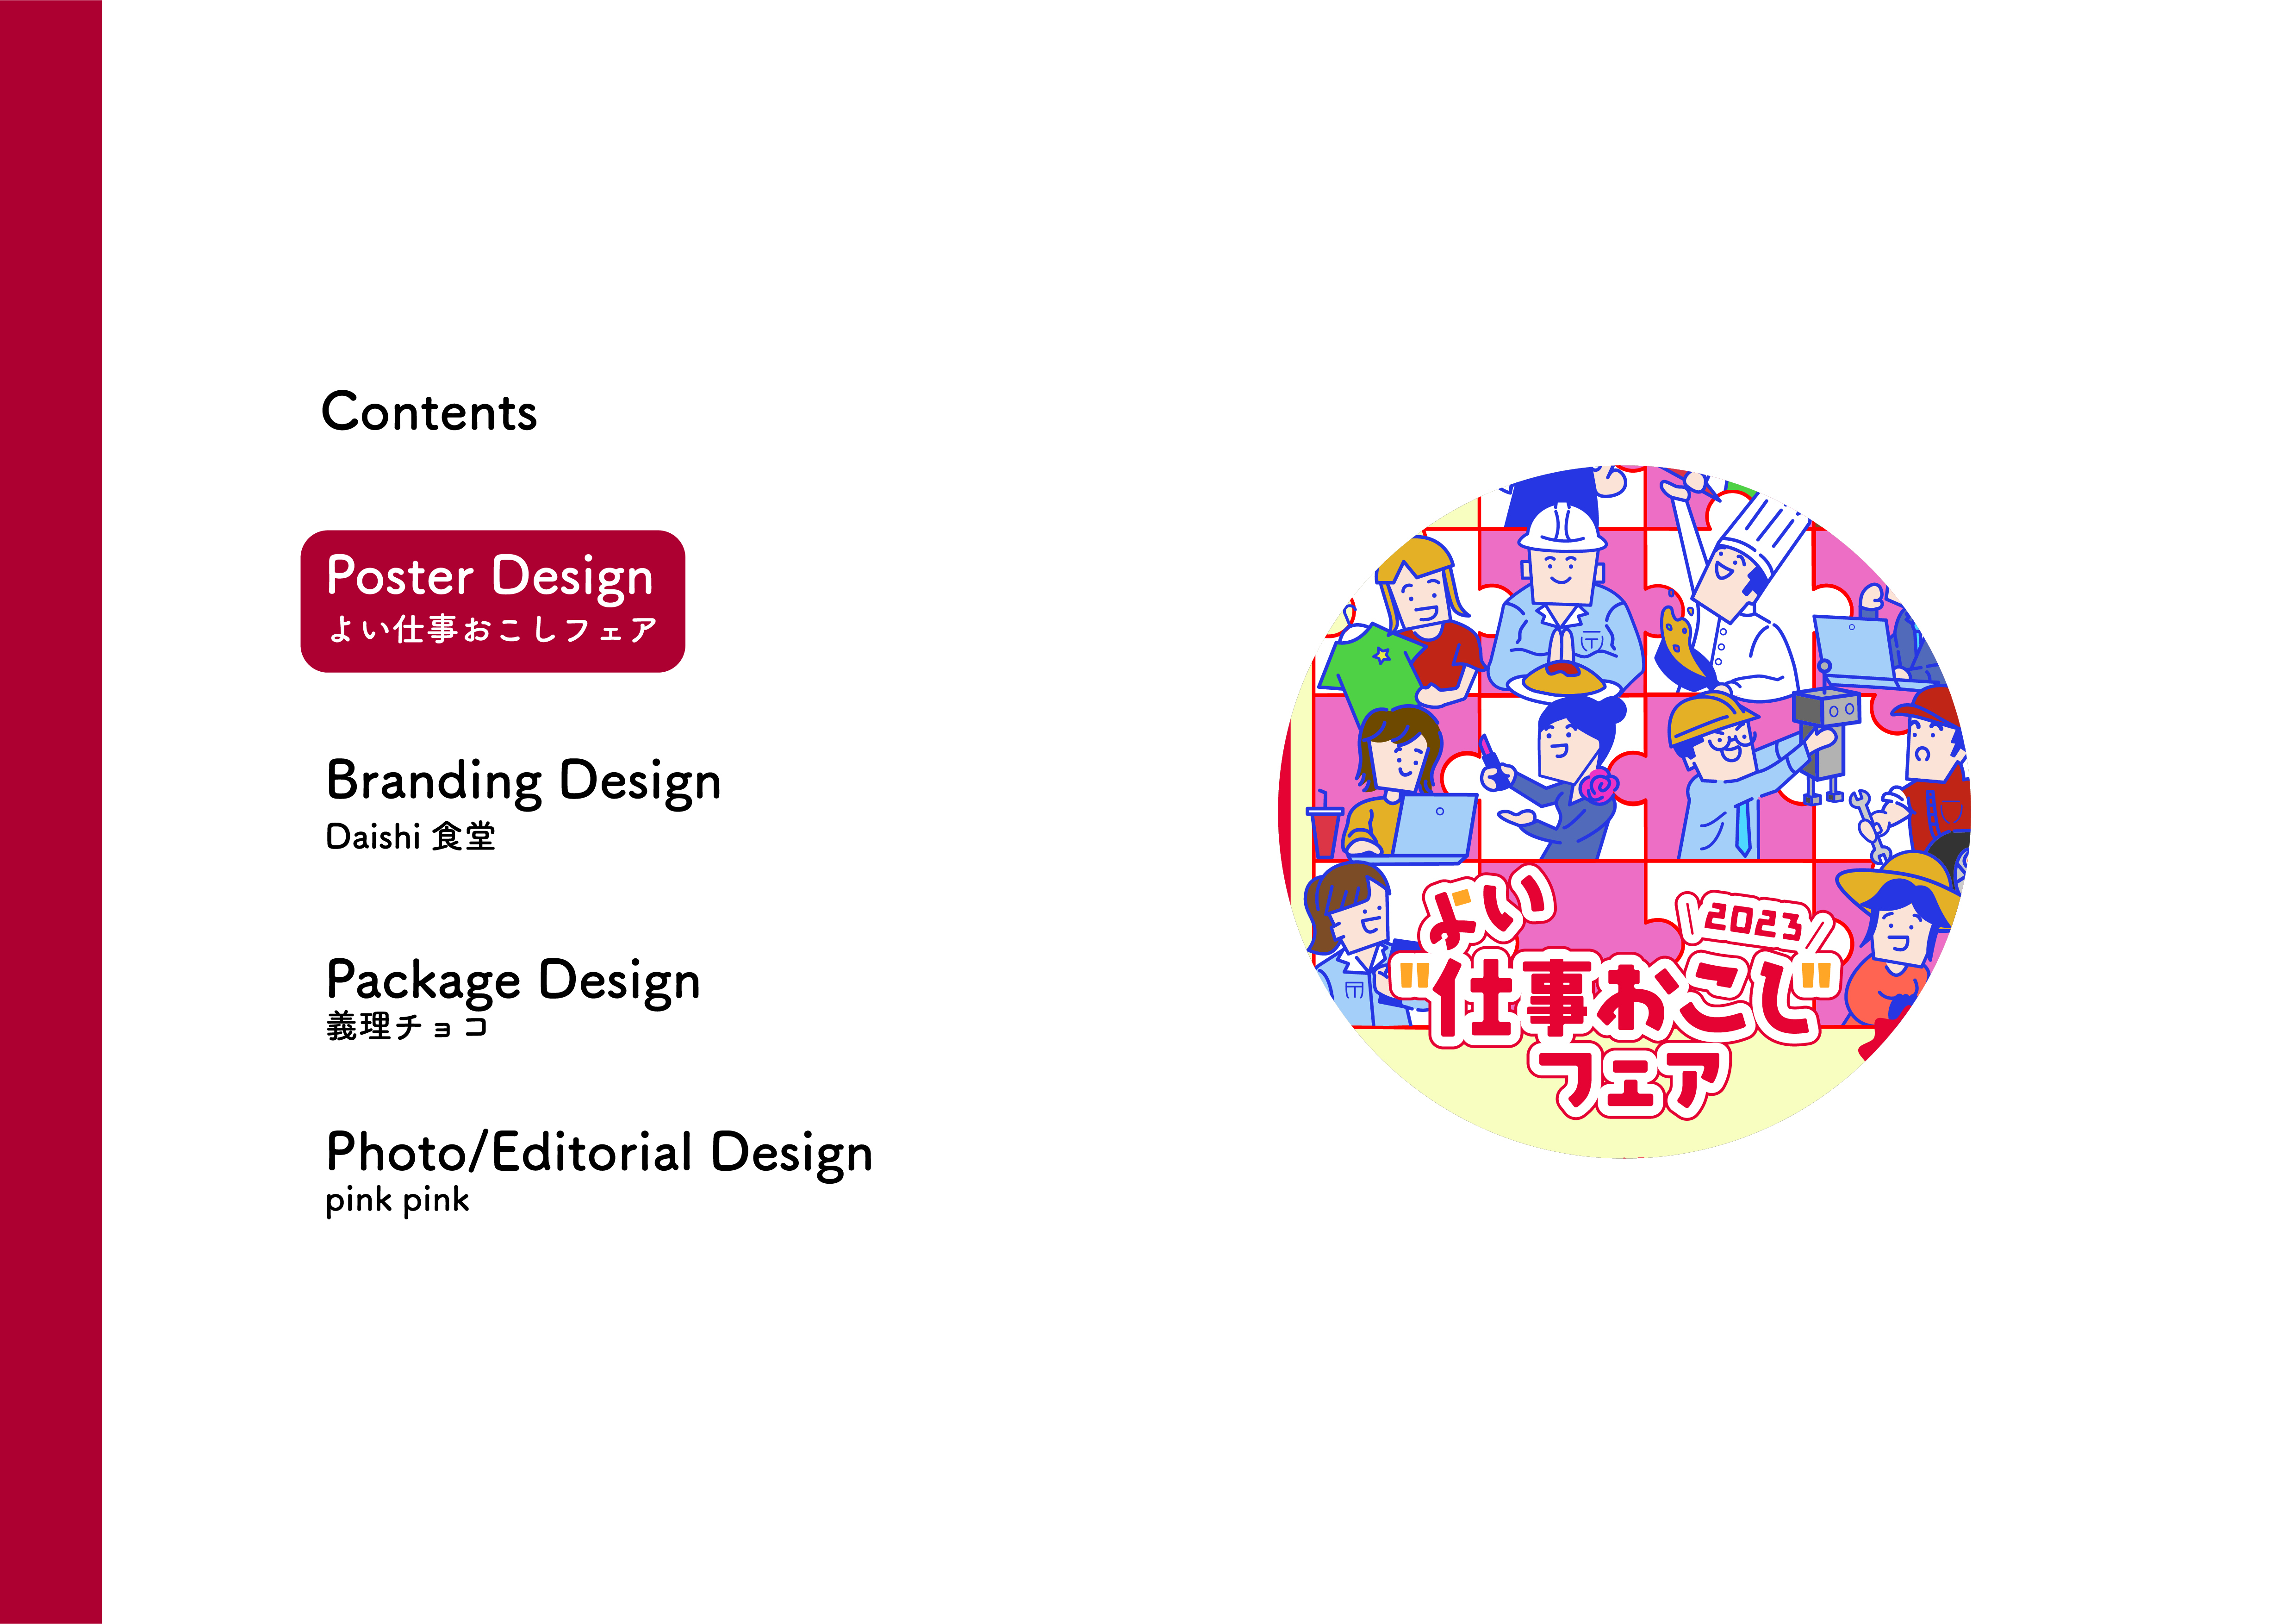 Contents
Poster Design
よい仕事おこしフェア
Branding Design
Daishi 食堂
Package Design
義理チョコ
Photo/Editorial Design
pink pink
よい
2023
"仕事おこし"
フェア